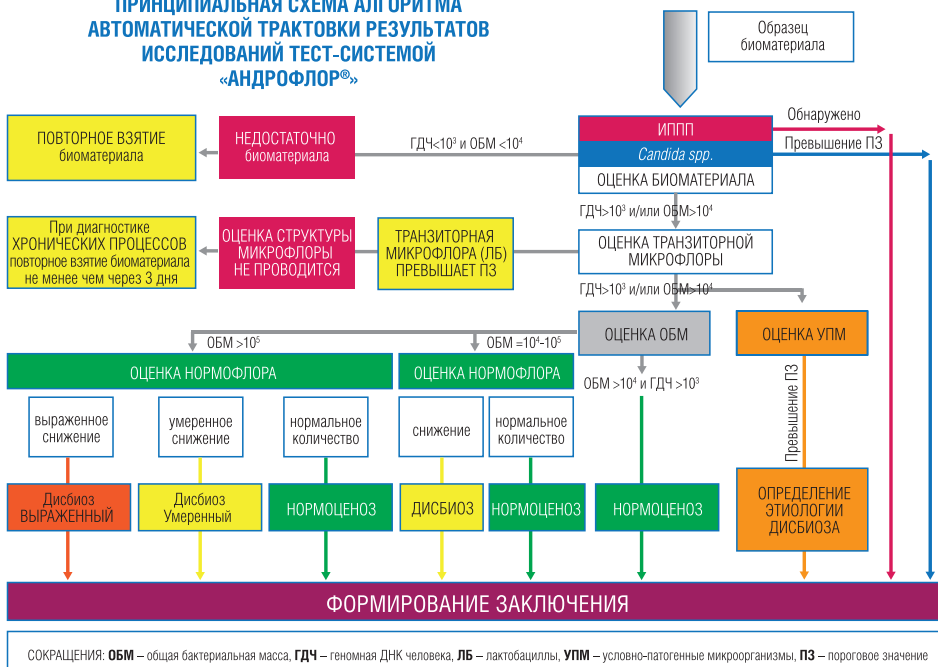 ПРИНЦИПИАЛЬНАЯ СХЕМА АЛГОРИТМА
АВТОМАТИЧЕСКОЙ ТРАКТОВКИ РЕЗУЛЬТАТОВ
ИССЛЕДОВАНИЙ ТЕСТ-СИСТЕМОЙ
«АНДРОФЛОР®»
Образец
биоматериала
ИППП
Обнаружено
Candida spp.
Превышение ПЗ
ОЦЕНКА БИОМАТЕРИАЛА
ГДЧ<10³ и ОБМ <10⁴
НЕДОСТАТОЧНО
биоматериала
ПОВТОРНОЕ ВЗЯТИЕ
биоматериала
ГДЧ>10³ и/или ОБМ>10⁴
ОЦЕНКА ТРАНЗИТОРНОЙ
МИКРОФЛОРЫ
ТРАНЗИТОРНАЯ
МИКРОФЛОРА (ЛБ)
ПРЕВЫШАЕТ ПЗ
ОЦЕНКА СТРУКТУРЫ
МИКРОФЛОРЫ
НЕ ПРОВОДИТСЯ
При диагностике
ХРОНИЧЕСКИХ ПРОЦЕССОВ
повторное взятие биоматериала
не менее чем через 3 дня
ГДЧ>10³ и/или ОБМ>10⁴
ОЦЕНКА ОБМ
ОЦЕНКА УПМ
ОБМ >10⁵
ОБМ =10⁴-10⁵
ОЦЕНКА НОРМОФЛОРА
ОЦЕНКА НОРМОФЛОРА
ОБМ >10⁴ и ГДЧ >10³
Превышение ПЗ
выраженное
снижение
умеренное
снижение
нормальное
количество
снижение
нормальное
количество
Дисбиоз
ВЫРАЖЕННЫЙ
Дисбиоз
Умеренный
НОРМОЦЕНОЗ
ДИСБИОЗ
НОРМОЦЕНОЗ
НОРМОЦЕНОЗ
ОПРЕДЕЛЕНИЕ
ЭТИОЛОГИИ
ДИСБИОЗА
ФОРМИРОВАНИЕ ЗАКЛЮЧЕНИЯ
СОКРАЩЕНИЯ: ОБМ – общая бактериальная масса, ГДЧ – геномная ДНК человека, ЛБ – лактобациллы, УПМ – условно-патогенные микроорганизмы, ПЗ – пороговое значение